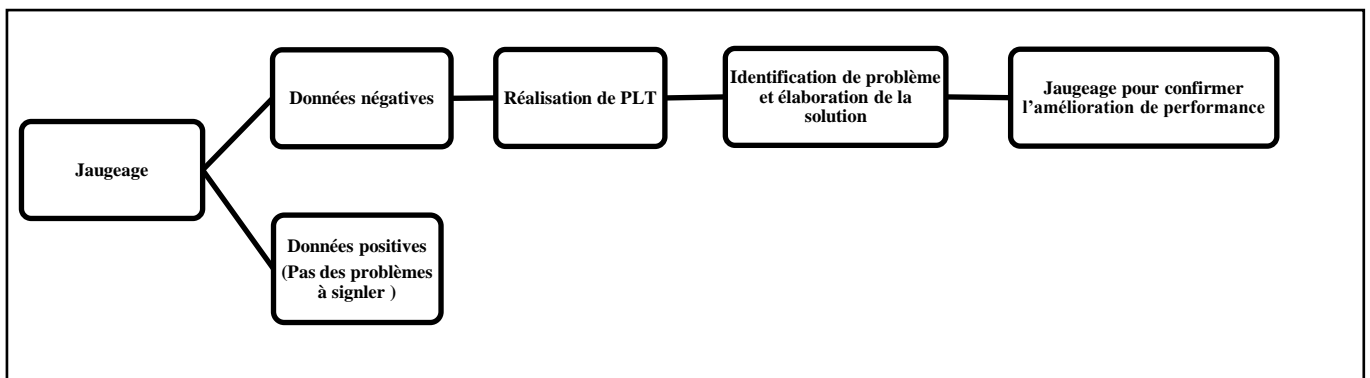 Jaugeage
Données négatives
Réalisation de PLT
Identification de problème
et élaboration de la
solution
Jaugeage pour confirmer
l’amélioration de performance
Données positives
(Pas des problèmes
à signler )